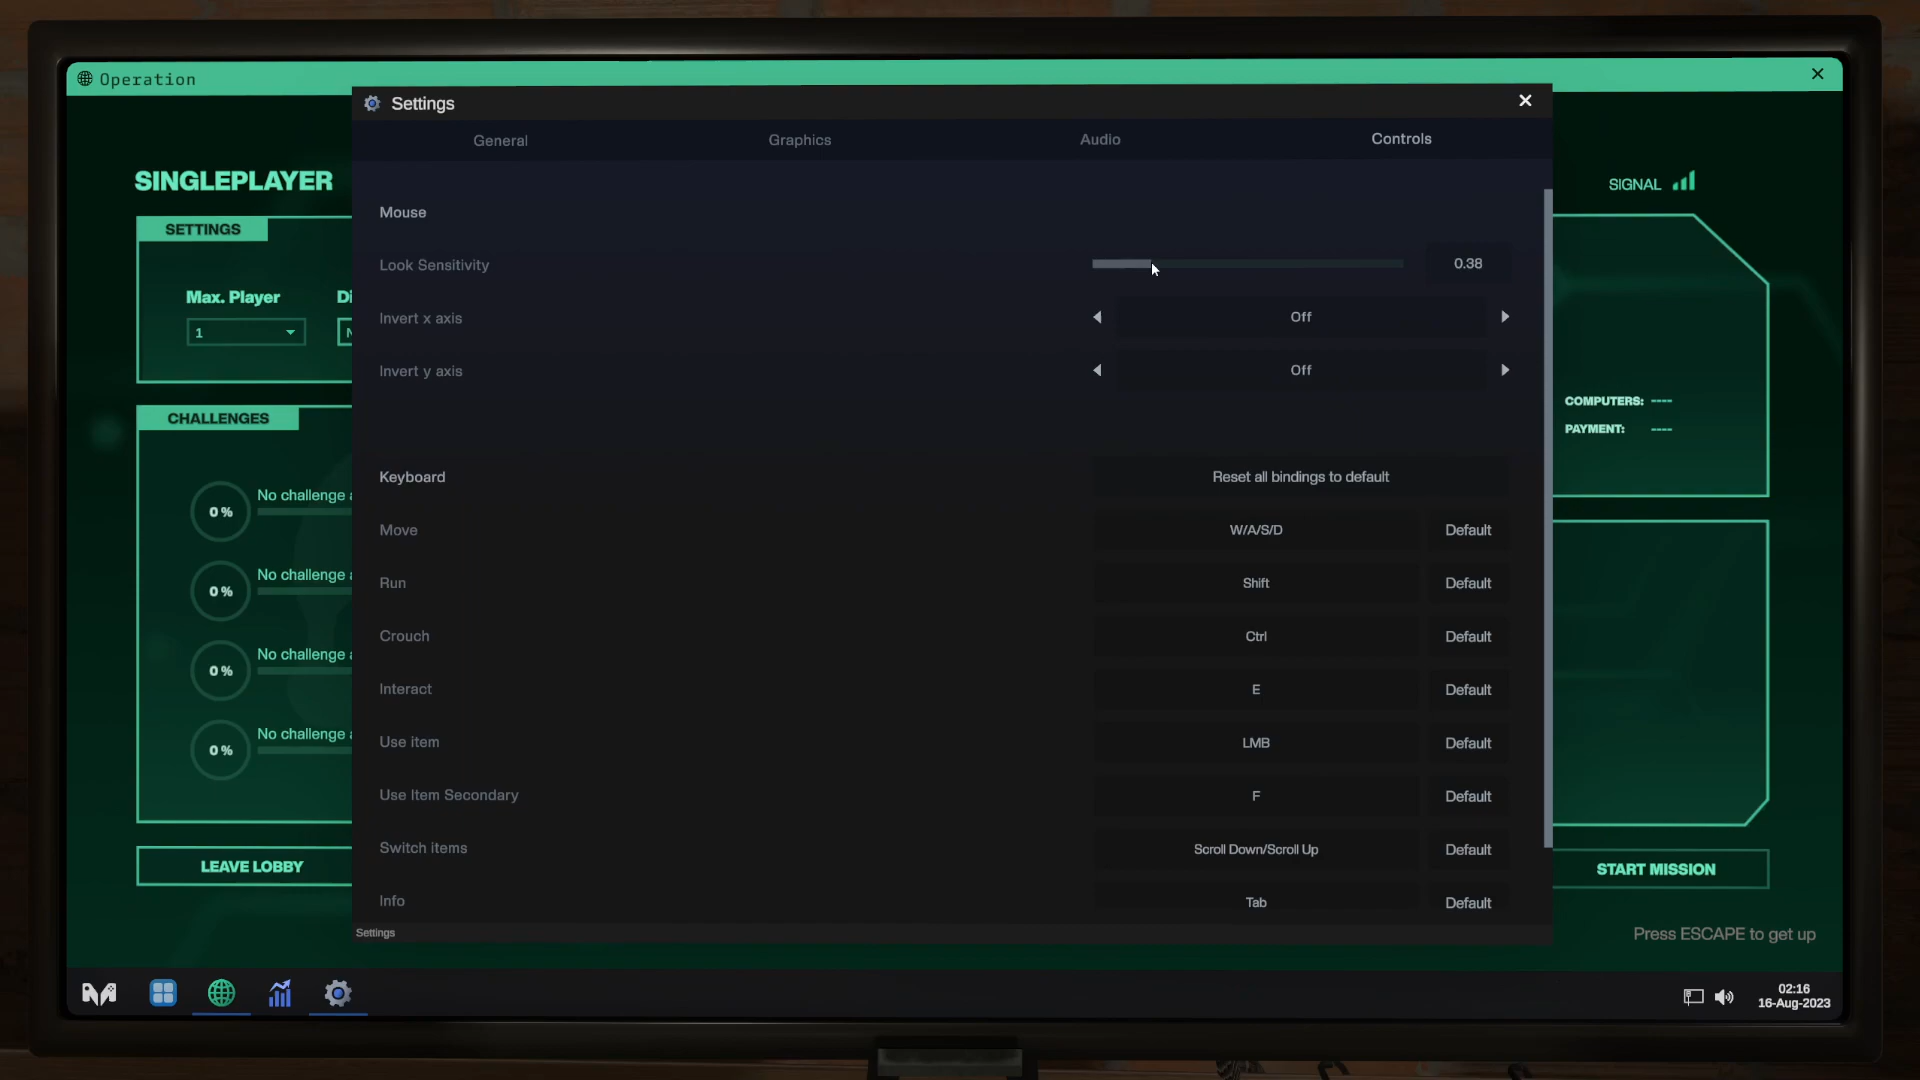 Operation
Settings
General
Graphics
Audio
Controls
SINGLEPLAYER
SIGNAL
SETTINGS
Max. Player
1
Mouse
Look Sensitivity
0.38
Invert x axis
Off
Invert y axis
Off
COMPUTERS: ----
PAYMENT: ----
CHALLENGES
No challenge
0 %
No challenge
0 %
No challenge
0 %
No challenge
0 %
Keyboard
Reset all bindings to default
Move
W/A/S/D
Default
Run
Shift
Default
Crouch
Ctrl
Default
Interact
E
Default
Use item
LMB
Default
Use Item Secondary
F
Default
Switch items
Scroll Down/Scroll Up
Default
Info
Tab
Default
LEAVE LOBBY
START MISSION
Settings
Press ESCAPE to get up
02:16
16-Aug-2023